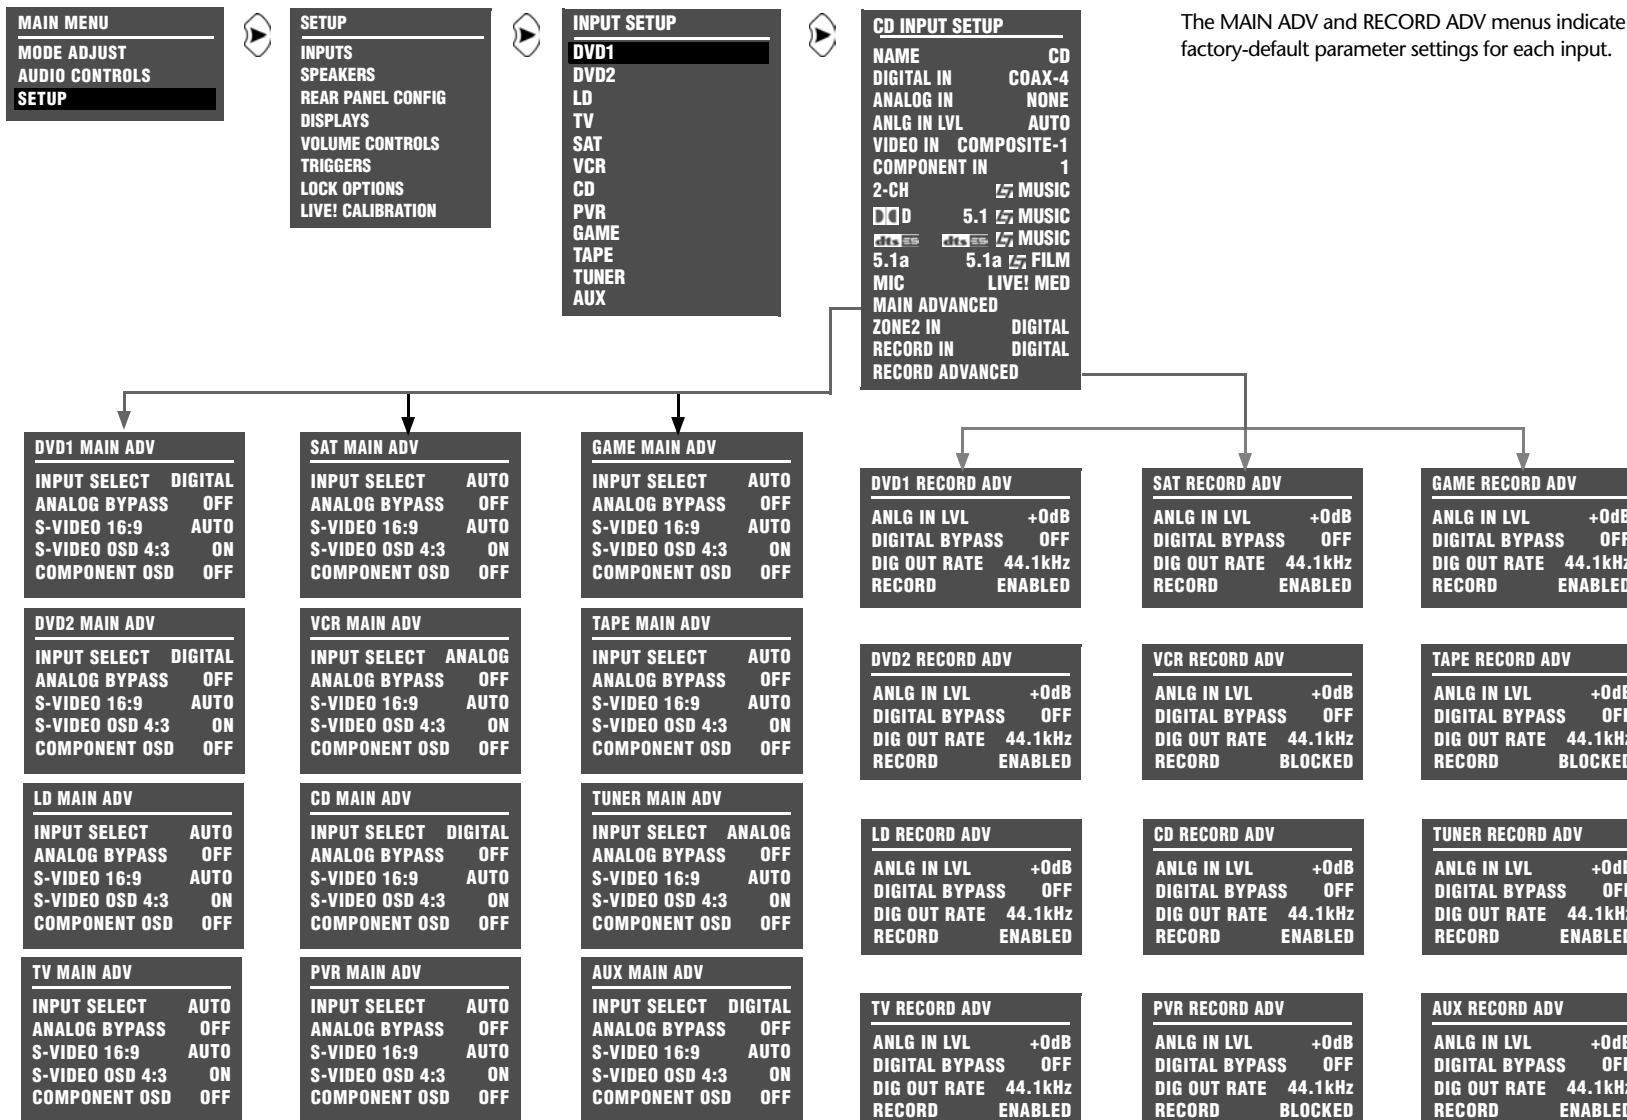 MAIN MENU
MODE ADJUST
AUDIO CONTROLS
SETUP
SETUP
INPUTS
SPEAKERS
REAR PANEL CONFIG
DISPLAYS
VOLUME CONTROLS
TRIGGERS
LOCK OPTIONS
LIVE! CALIBRATION
INPUT SETUP
DVD1
DVD2
LD
TV
SAT
VCR
CD
PVR
GAME
TAPE
TUNER
AUX
CD INPUT SETUP
NAME CD
DIGITAL IN COAX-4
ANALOG IN NONE
ANLG IN LVL AUTO
VIDEO IN COMPOSITE-1
COMPONENT IN 1
2-CH MUSIC
D 5.1 MUSIC
dts ES dts ES MUSIC
5.1a 5.1a FILM
MIC LIVE! MED
MAIN ADVANCED
ZONE2 IN DIGITAL
RECORD IN DIGITAL
RECORD ADVANCED
The MAIN ADV and RECORD ADV menus indicate
factory-default parameter settings for each input.
DVD1 MAIN ADV
INPUT SELECT DIGITAL
ANALOG BYPASS OFF
S-VIDEO 16:9 AUTO
S-VIDEO OSD 4:3 ON
COMPONENT OSD OFF
DVD2 MAIN ADV
INPUT SELECT DIGITAL
ANALOG BYPASS OFF
S-VIDEO 16:9 AUTO
S-VIDEO OSD 4:3 ON
COMPONENT OSD OFF
LD MAIN ADV
INPUT SELECT AUTO
ANALOG BYPASS OFF
S-VIDEO 16:9 AUTO
S-VIDEO OSD 4:3 ON
COMPONENT OSD OFF
TV MAIN ADV
INPUT SELECT AUTO
ANALOG BYPASS OFF
S-VIDEO 16:9 AUTO
S-VIDEO OSD 4:3 ON
COMPONENT OSD OFF
SAT MAIN ADV
INPUT SELECT AUTO
ANALOG BYPASS OFF
S-VIDEO 16:9 AUTO
S-VIDEO OSD 4:3 ON
COMPONENT OSD OFF
VCR MAIN ADV
INPUT SELECT ANALOG
ANALOG BYPASS OFF
S-VIDEO 16:9 AUTO
S-VIDEO OSD 4:3 ON
COMPONENT OSD OFF
CD MAIN ADV
INPUT SELECT DIGITAL
ANALOG BYPASS OFF
S-VIDEO 16:9 AUTO
S-VIDEO OSD 4:3 ON
COMPONENT OSD OFF
PVR MAIN ADV
INPUT SELECT AUTO
ANALOG BYPASS OFF
S-VIDEO 16:9 AUTO
S-VIDEO OSD 4:3 ON
COMPONENT OSD OFF
GAME MAIN ADV
INPUT SELECT AUTO
ANALOG BYPASS OFF
S-VIDEO 16:9 AUTO
S-VIDEO OSD 4:3 ON
COMPONENT OSD OFF
TAPE MAIN ADV
INPUT SELECT AUTO
ANALOG BYPASS OFF
S-VIDEO 16:9 AUTO
S-VIDEO OSD 4:3 ON
COMPONENT OSD OFF
TUNER MAIN ADV
INPUT SELECT ANALOG
ANALOG BYPASS OFF
S-VIDEO 16:9 AUTO
S-VIDEO OSD 4:3 ON
COMPONENT OSD OFF
AUX MAIN ADV
INPUT SELECT DIGITAL
ANALOG BYPASS OFF
S-VIDEO 16:9 AUTO
S-VIDEO OSD 4:3 ON
COMPONENT OSD OFF
DVD1 RECORD ADV
ANLG IN LVL +0dB
DIGITAL BYPASS OFF
DIG OUT RATE 44.1kHz
RECORD ENABLED
DVD2 RECORD ADV
ANLG IN LVL +0dB
DIGITAL BYPASS OFF
DIG OUT RATE 44.1kHz
RECORD ENABLED
LD RECORD ADV
ANLG IN LVL +0dB
DIGITAL BYPASS OFF
DIG OUT RATE 44.1kHz
RECORD ENABLED
TV RECORD ADV
ANLG IN LVL +0dB
DIGITAL BYPASS OFF
DIG OUT RATE 44.1kHz
RECORD ENABLED
SAT RECORD ADV
ANLG IN LVL +0dB
DIGITAL BYPASS OFF
DIG OUT RATE 44.1kHz
RECORD ENABLED
VCR RECORD ADV
ANLG IN LVL +0dB
DIGITAL BYPASS OFF
DIG OUT RATE 44.1kHz
RECORD BLOCKED
CD RECORD ADV
ANLG IN LVL +0dB
DIGITAL BYPASS OFF
DIG OUT RATE 44.1kHz
RECORD ENABLED
PVR RECORD ADV
ANLG IN LVL +0dB
DIGITAL BYPASS OFF
DIG OUT RATE 44.1kHz
RECORD BLOCKED
GAME RECORD ADV
ANLG IN LVL +0dB
DIGITAL BYPASS OFF
DIG OUT RATE 44.1kHz
RECORD ENABLED
TAPE RECORD ADV
ANLG IN LVL +0dB
DIGITAL BYPASS OFF
DIG OUT RATE 44.1kHz
RECORD BLOCKED
TUNER RECORD ADV
ANLG IN LVL +0dB
DIGITAL BYPASS OFF
DIG OUT RATE 44.1kHz
RECORD ENABLED
AUX RECORD ADV
ANLG IN LVL +0dB
DIGITAL BYPASS OFF
DIG OUT RATE 44.1kHz
RECORD ENABLED